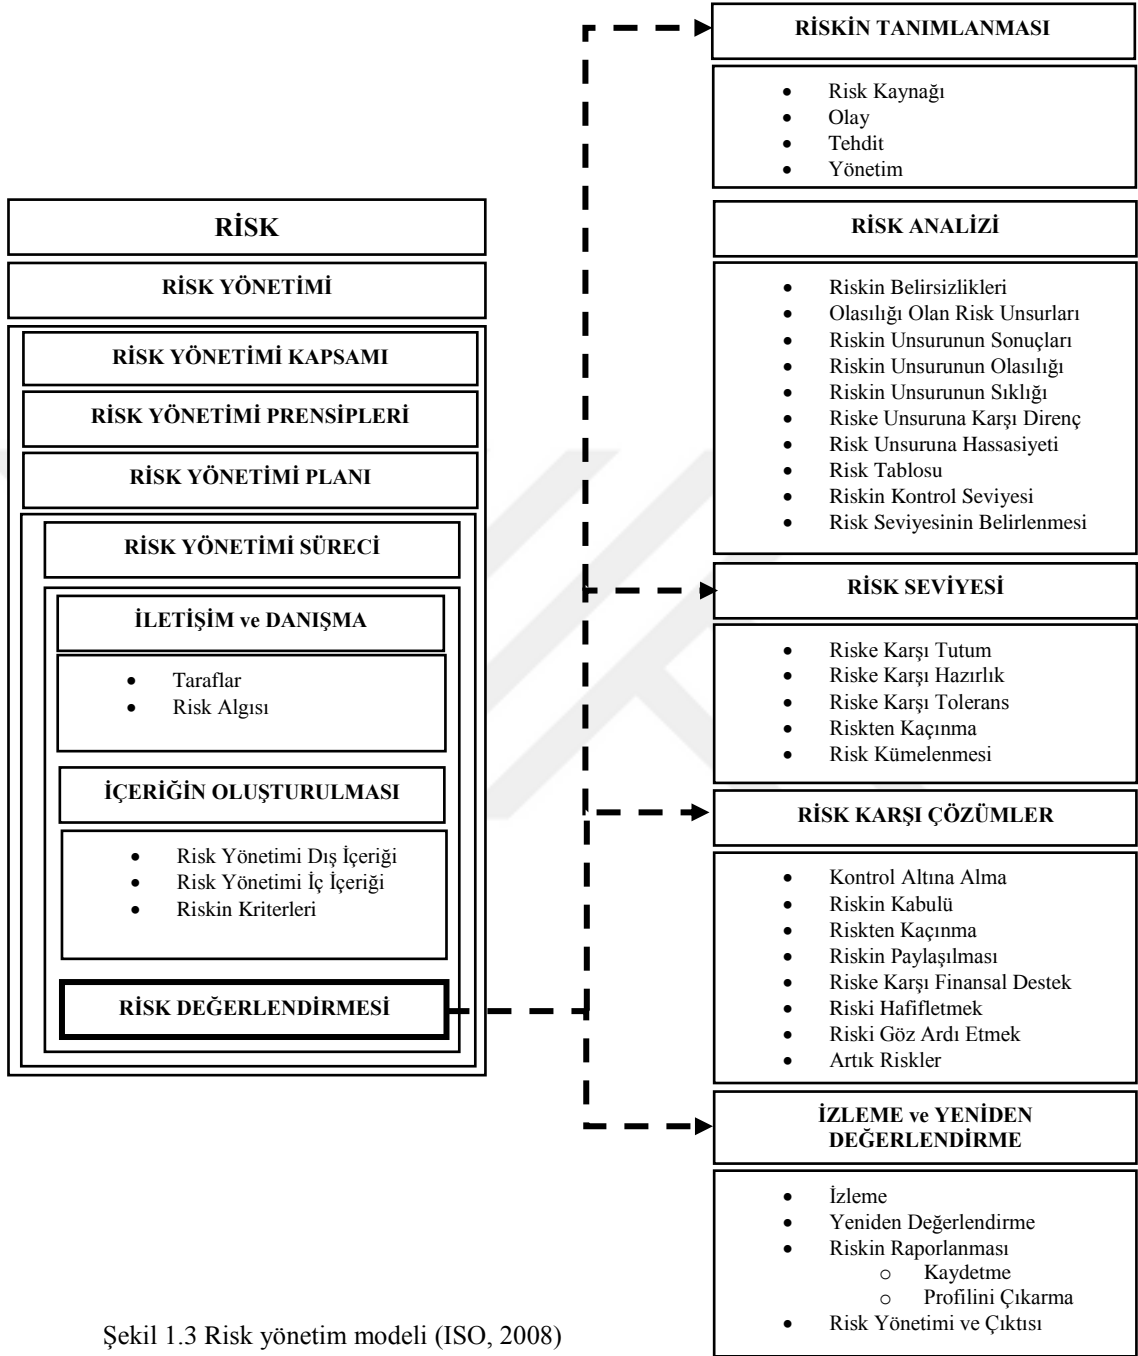 RİSK
RİSK YÖNETİMİ
RİSK YÖNETİMİ KAPSAMI
RİSK YÖNETİMİ PRENSİPLERİ
RİSK YÖNETİMİ PLANI
RİSK YÖNETİMİ SÜRECİ
İLETİŞİM ve DANIŞMA
• Taraflar
• Risk Algısı
İÇERİĞİN OLUŞTURULMASI
• Risk Yönetimi Dış İçeriği
• Risk Yönetimi İç İçeriği
• Riskin Kriterleri
RİSK DEĞERLENDİRMESİ
RİSKİN TANIMLANMASI
• Risk Kaynağı
• Olay
• Tehdit
• Yönetim
RİSK ANALİZİ
• Riskin Belirsizlikleri
• Olasılığı Olan Risk Unsurları
• Riskin Unsurunun Sonuçları
• Riskin Unsurunun Olasılığı
• Riskin Unsurunun Sıklığı
• Riske Unsuruna Karşı Direnç
• Risk Unsuruna Hassasiyeti
• Risk Tablosu
• Riskin Kontrol Seviyesi
• Risk Seviyesinin Belirlenmesi
RİSK SEVİYESİ
• Riske Karşı Tutum
• Riske Karşı Hazırlık
• Riske Karşı Tolerans
• Riskten Kaçınma
• Risk Kümelenmesi
RİSK KARŞI ÇÖZÜMLER
• Kontrol Altına Alma
• Riskin Kabulü
• Riskten Kaçınma
• Riskin Paylaşılması
• Riske Karşı Finansal Destek
• Riski Hafifletmek
• Riski Göz Ardı Etmek
• Artık Riskler
İZLEME ve YENİDEN
DEĞERLENDİRME
• İzleme
• Yeniden Değerlendirme
• Riskin Raporlanması
o Kaydetme
o Profilini Çıkarma
• Risk Yönetimi ve Çıktısı
Şekil 1.3 Risk yönetim modeli (ISO, 2008)